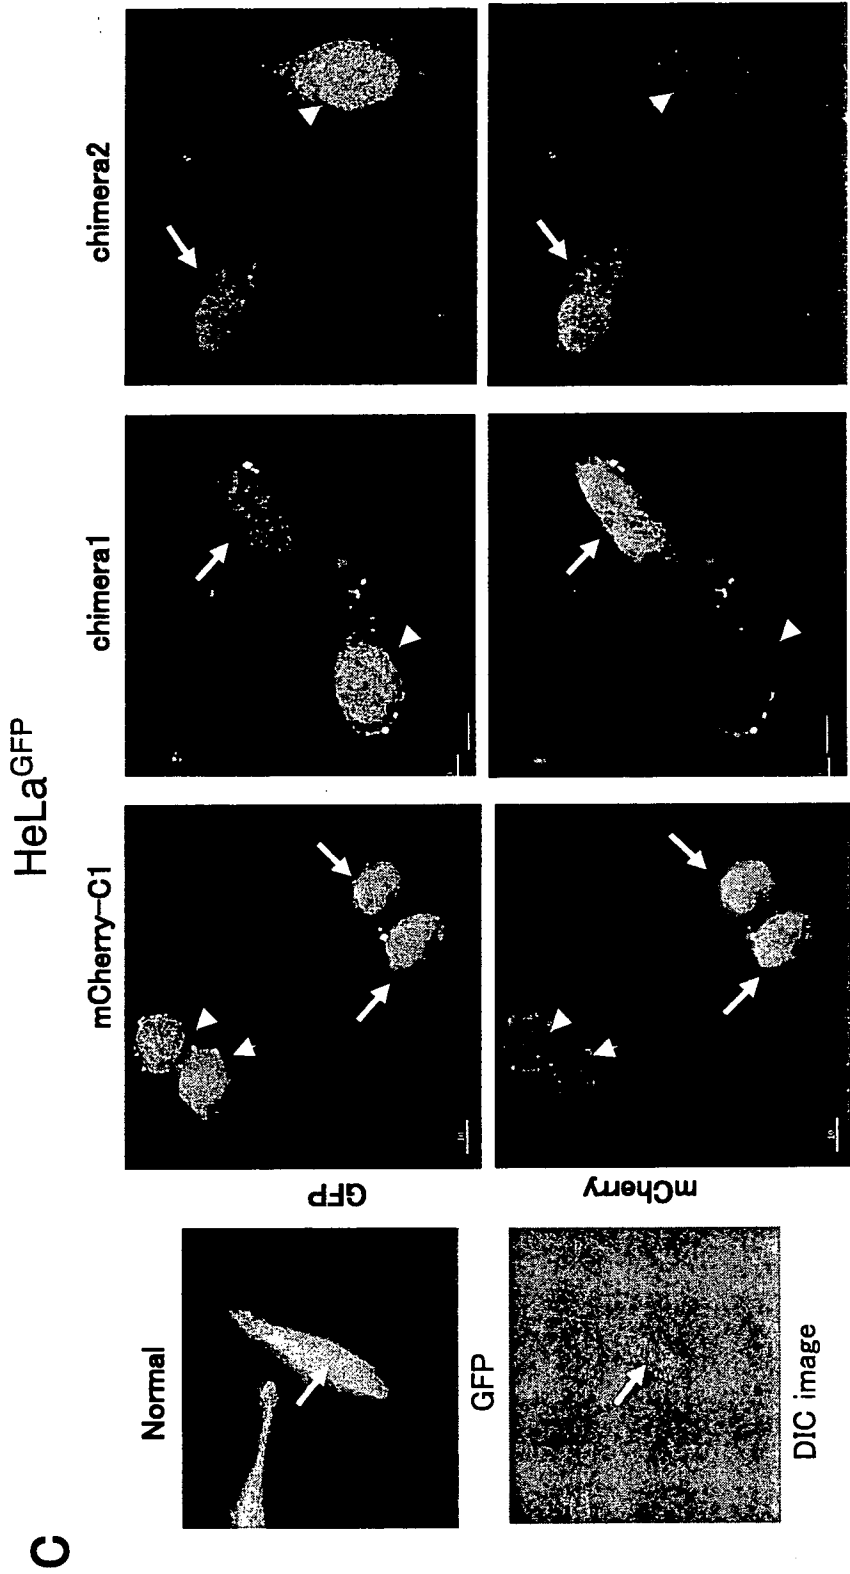 C
HeLaGFP
Normal
mCherry-C1
chimera1
chimera2
GFP
mCherry
GFP
DIC image